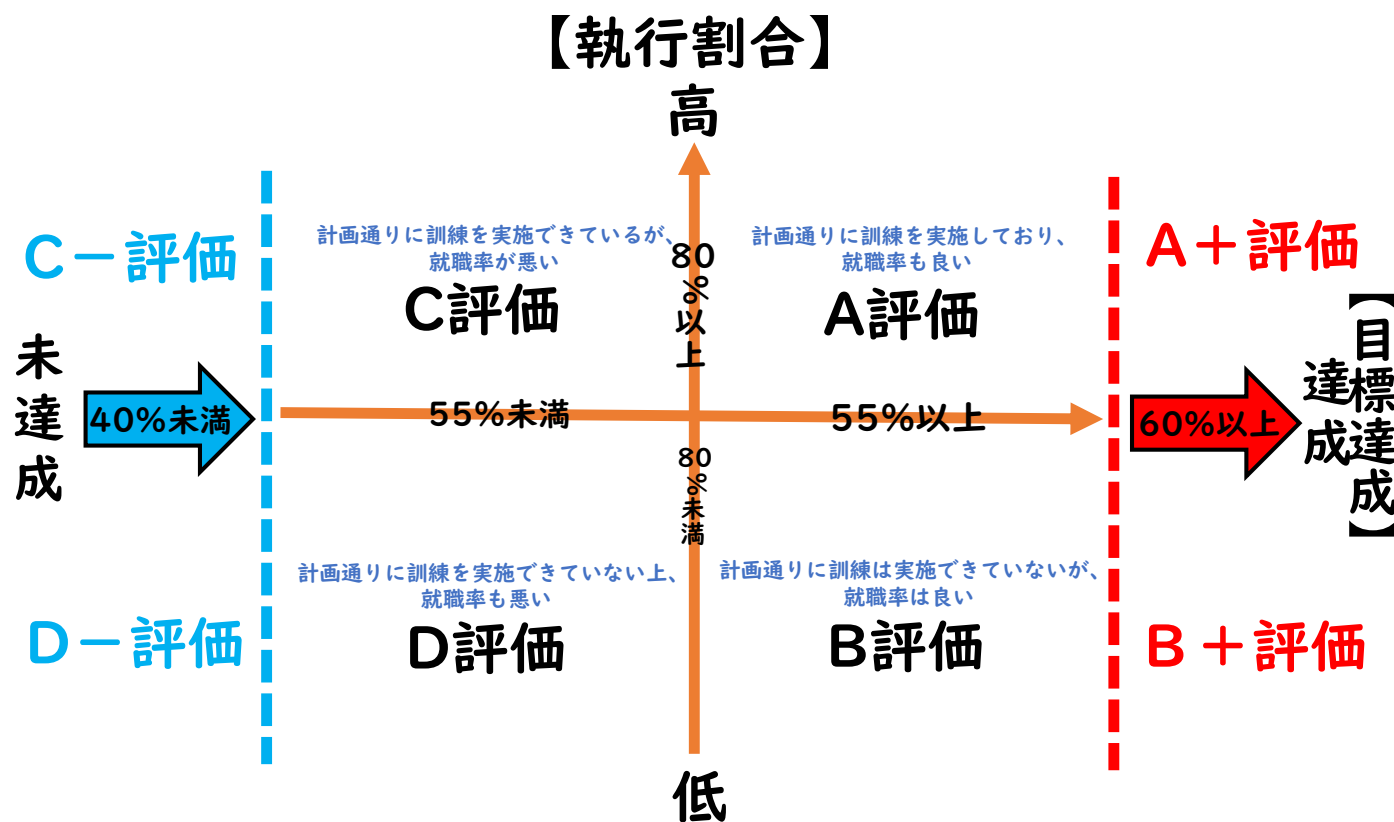 【執行割合】
高
C－評価
計画通りに訓練を実施できているが、
就職率が悪い
C評価
80%以上
計画通りに訓練を実施しており、
就職率も良い
A評価
A＋評価
未達成
40%未満
55%未満
55%以上
60%以上
達成
【目標達成】
80%未満
D－評価
計画通りに訓練を実施できていない上、
就職率も悪い
D評価
計画通りに訓練は実施できていないが、
就職率は良い
B評価
B＋評価
低